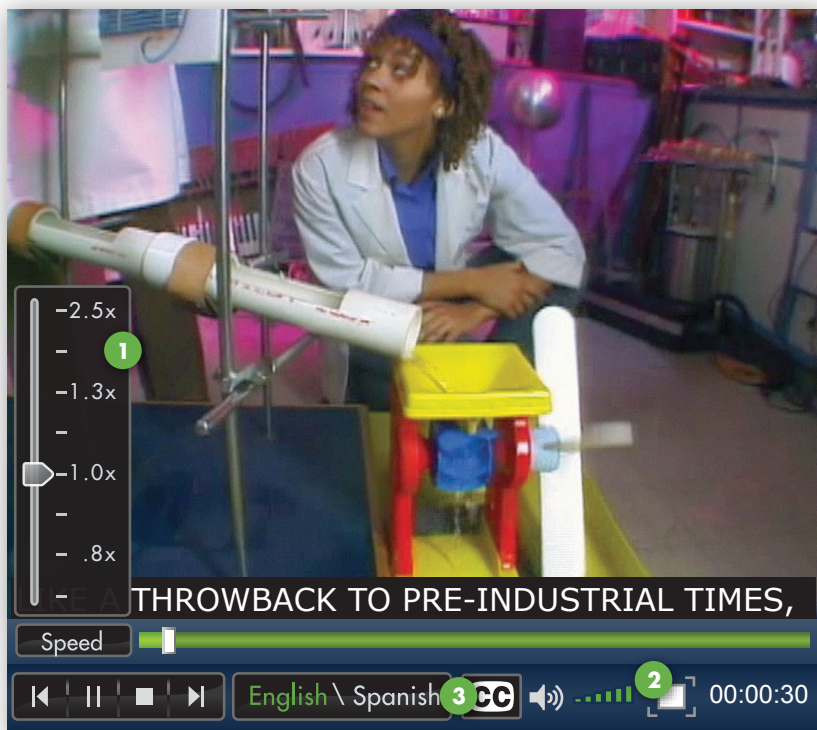 2.5x
1
1.3x
1.0x
.8x
LIKE A THROWBACK TO PRE-INDUSTRIAL TIMES,
Speed
English \ Spanish
3
CC
2
00:00:30